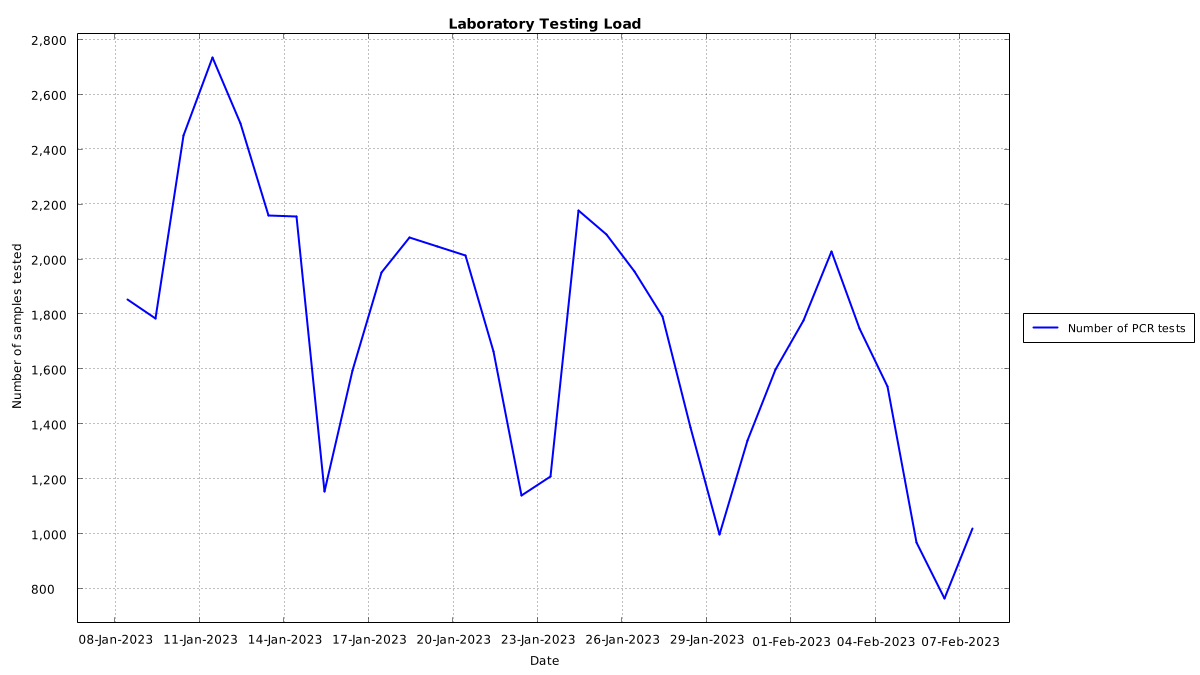 Laboratory Testing Load
2,800
2,600
2,400
2,200
2,000
1,800
1,600
1,400
1,200
1,000
800
Number of samples tested
08-Jan-2023 11-Jan-2023 14-Jan-2023 17-Jan-2023 20-Jan-2023 23-Jan-2023 26-Jan-2023 29-Jan-2023 01-Feb-2023 04-Feb-2023 07-Feb-2023
Date
Number of PCR tests